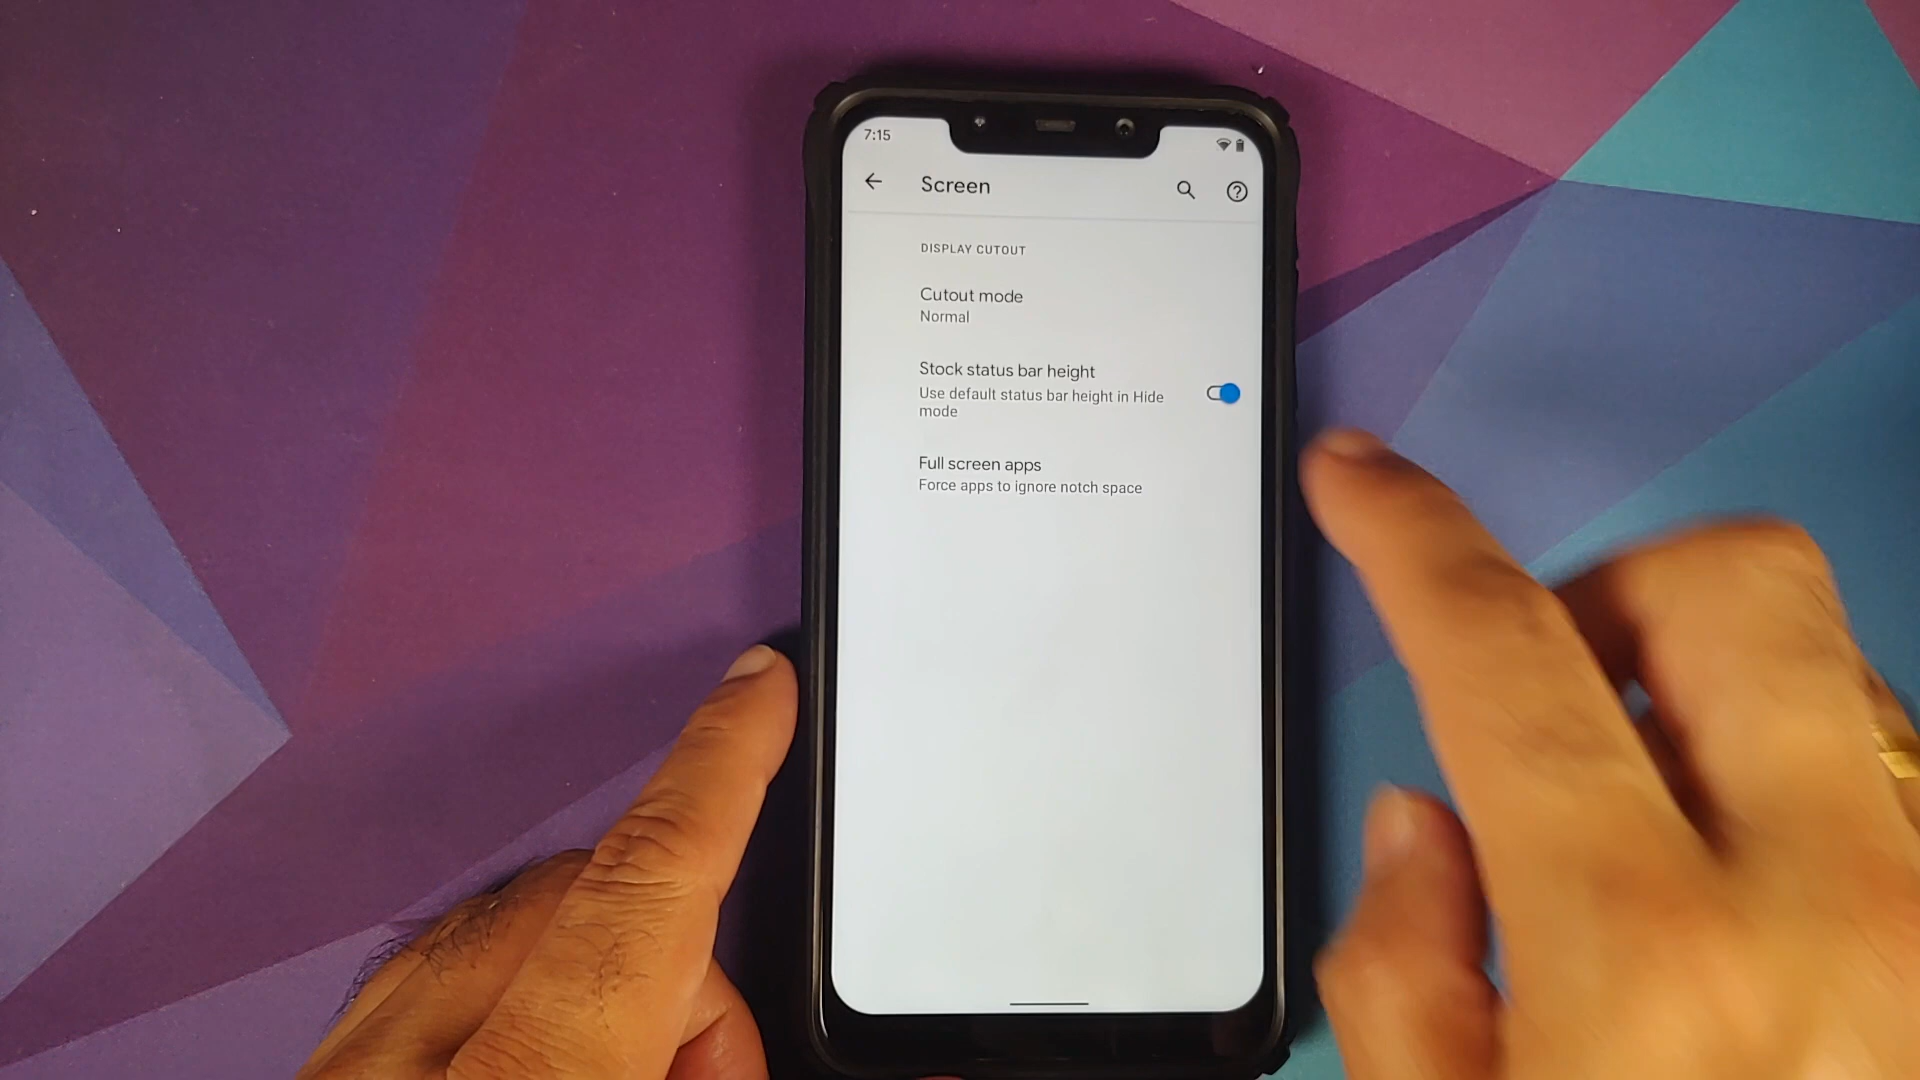 7:15
Screen
DISPLAY CUTOUT
Cutout mode
Normal
Stock status bar height
Use default status bar height in Hide
mode
Full screen apps
Force apps to ignore notch space